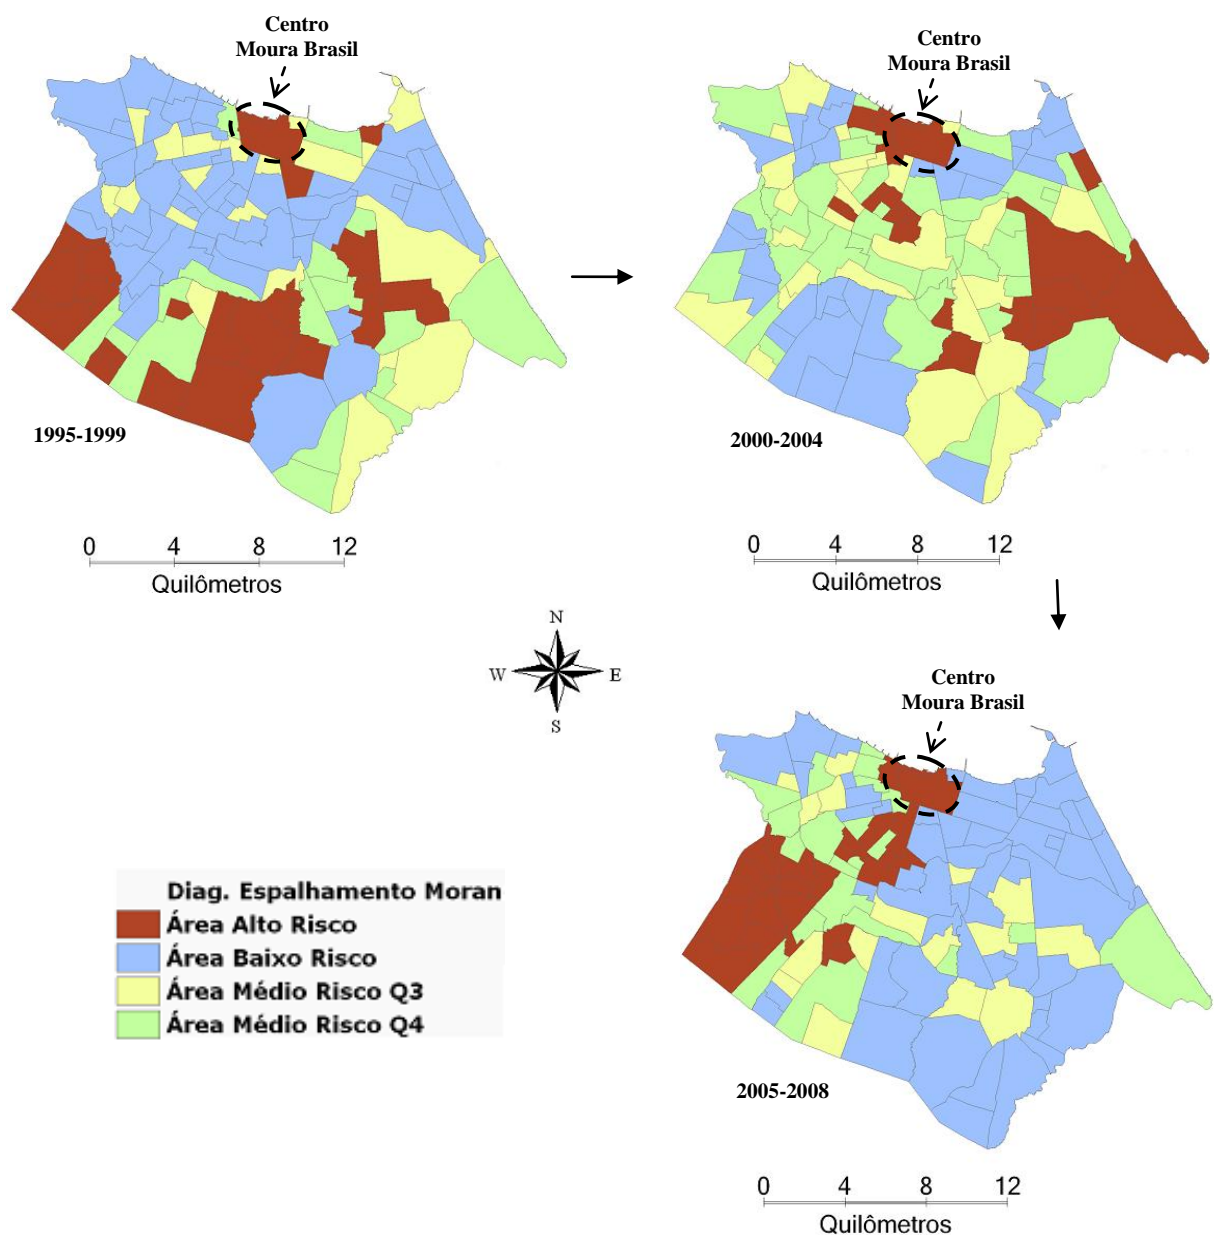 Centro
Moura Brasil
1995-1999
0 4 8 12
Quilômetros
Centro
Moura Brasil
2000-2004
0 4 8 12
Quilômetros
N
W E
S
Centro
Moura Brasil
2005-2008
0 4 8 12
Quilômetros
Diag. Espalhamento Moran
Área Alto Risco
Área Baixo Risco
Área Médio Risco Q3
Área Médio Risco Q4